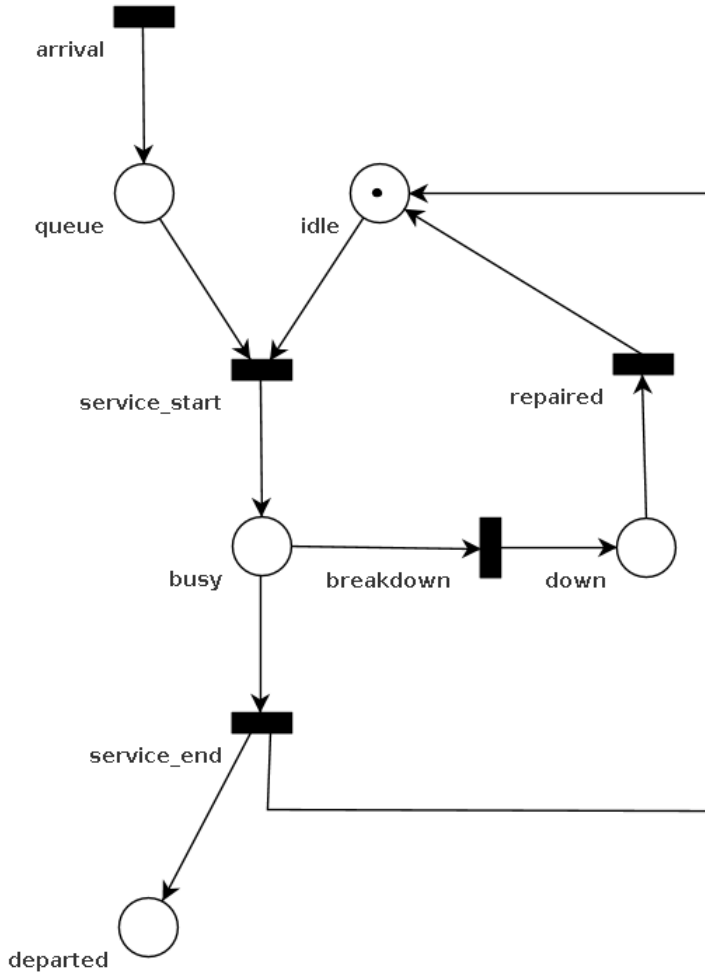 arrival
queue
idle
service_start
repaired
busy
breakdown
down
service_end
departed